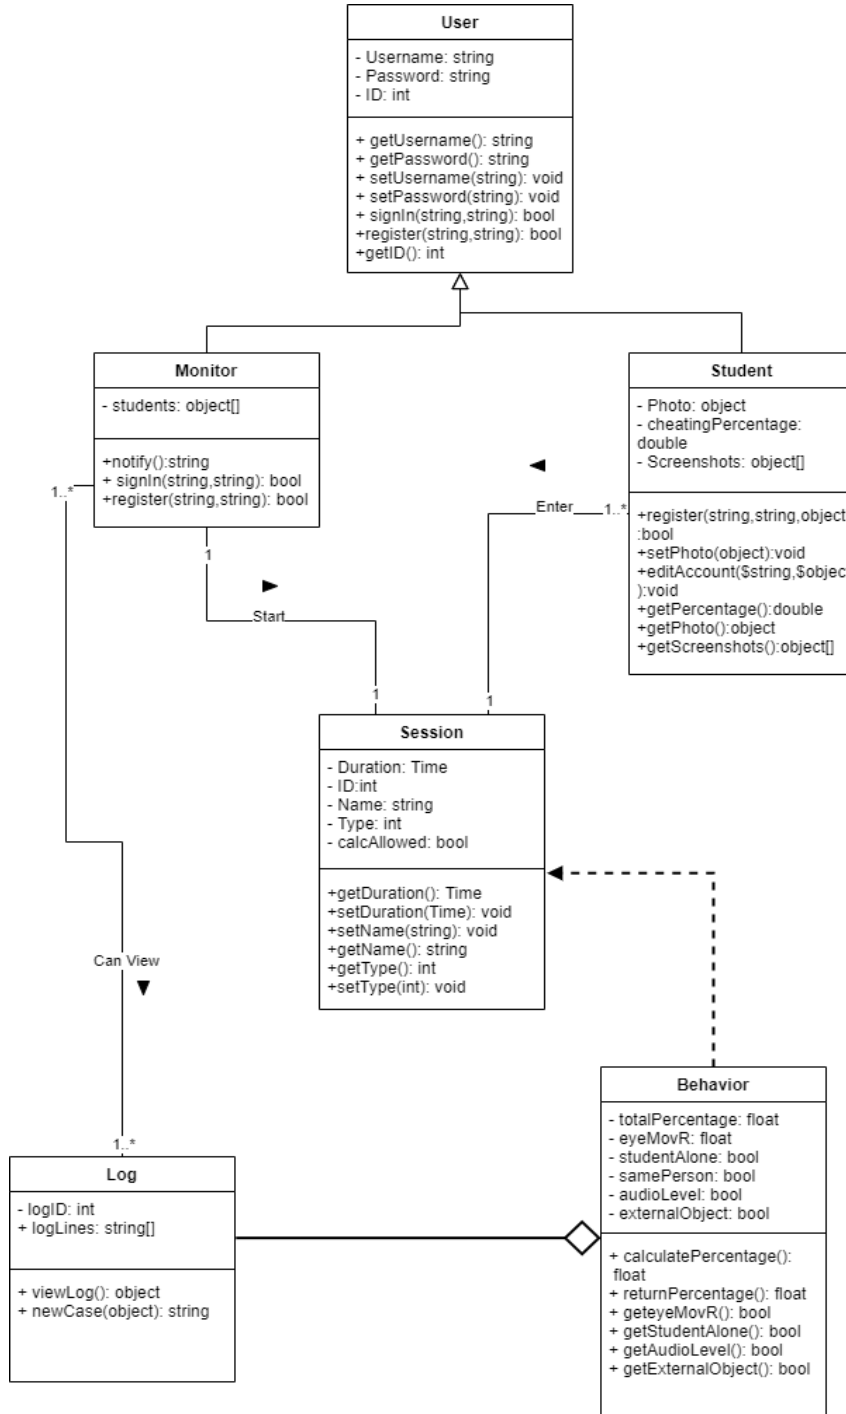 User
- Username: string
- Password: string
- ID: int
+ getUsername(): string
+ getPassword(): string
+ setUsername(string): void
+ setPassword(string): void
+ signIn(string,string): bool
+register(string,string): bool
+getID(): int
Monitor
- students: object[]
+notify():string
+ signIn(string,string): bool
+register(string,string): bool
Student
- Photo: object
- cheatingPercentage:
double
- Screenshots: object[]
+register(string,string,object
:bool
+setPhoto(object):void
+editAccount($string,$object
):void
+getPercentage():double
+getPhoto():object
+getScreenshots():object[]
1..*
1
Start
1
Enter
1..*
1
Session
- Duration: Time
- ID:int
- Name: string
- Type: int
- calcAllowed: bool
+getDuration(): Time
+setDuration(Time): void
+setName(string): void
+getName(): string
+getType(): int
+setType(int): void
Can View
1..*
Log
- logID: int
+ logLines: string[]
+ viewLog(): object
+ newCase(object): string
Behavior
- totalPercentage: float
- eyeMovR: float
- studentAlone: bool
- samePerson: bool
- audioLevel: bool
- externalObject: bool
+ calculatePercentage():
float
+ returnPercentage(): float
+ geteyeMovR(): bool
+ getStudentAlone(): bool
+ getAudioLevel(): bool
+ getExternalObject(): bool